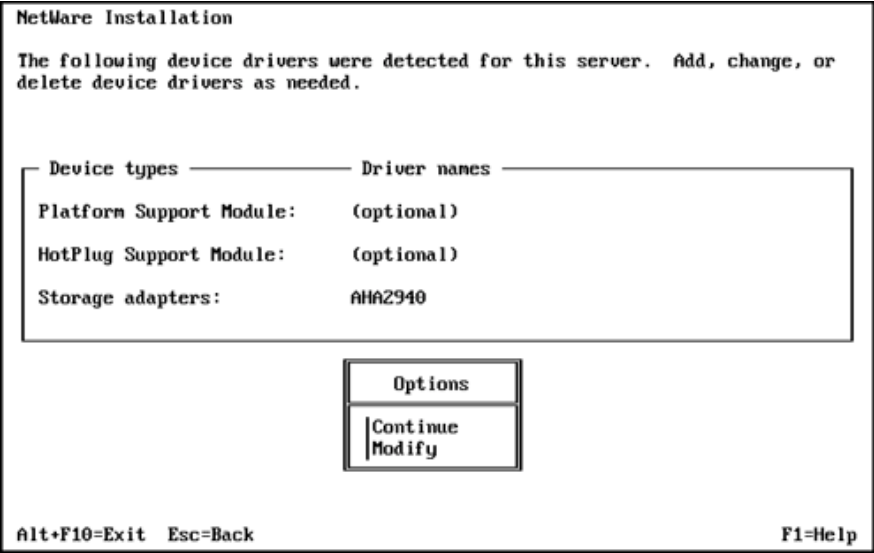 NetWare Installation
The following device drivers were detected for this server.  Add, change, or
delete device drivers as needed.
Device types    Driver names
Platform Support Module:    (optional)
HotPlug Support Module:    (optional)
Storage adapters:    AHA2940
Options
Continue
Modify
Alt+F10=Exit  Esc=Back    F1=Help